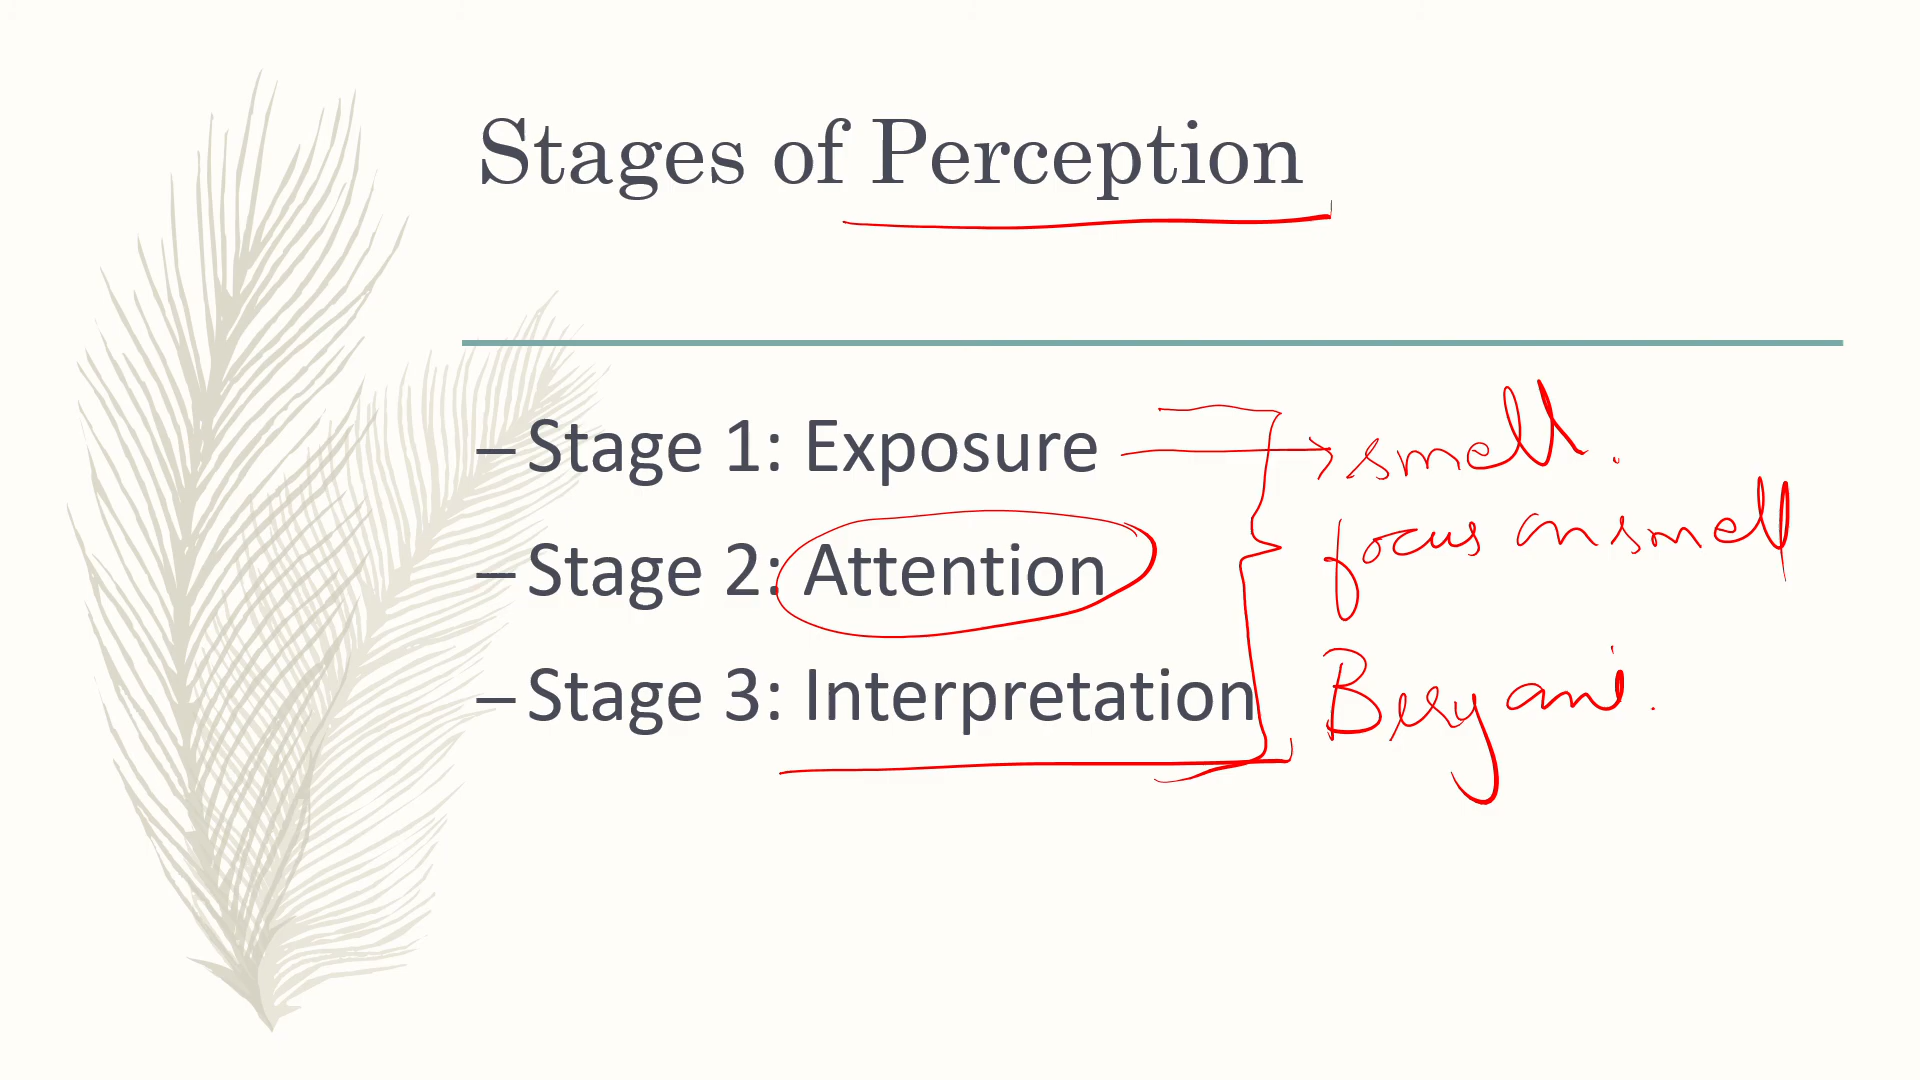 Stages of Perception
– Stage 1: Exposure
smell.
focus on smell
– Stage 2: Attention
– Stage 3: Interpretation
Beryani.